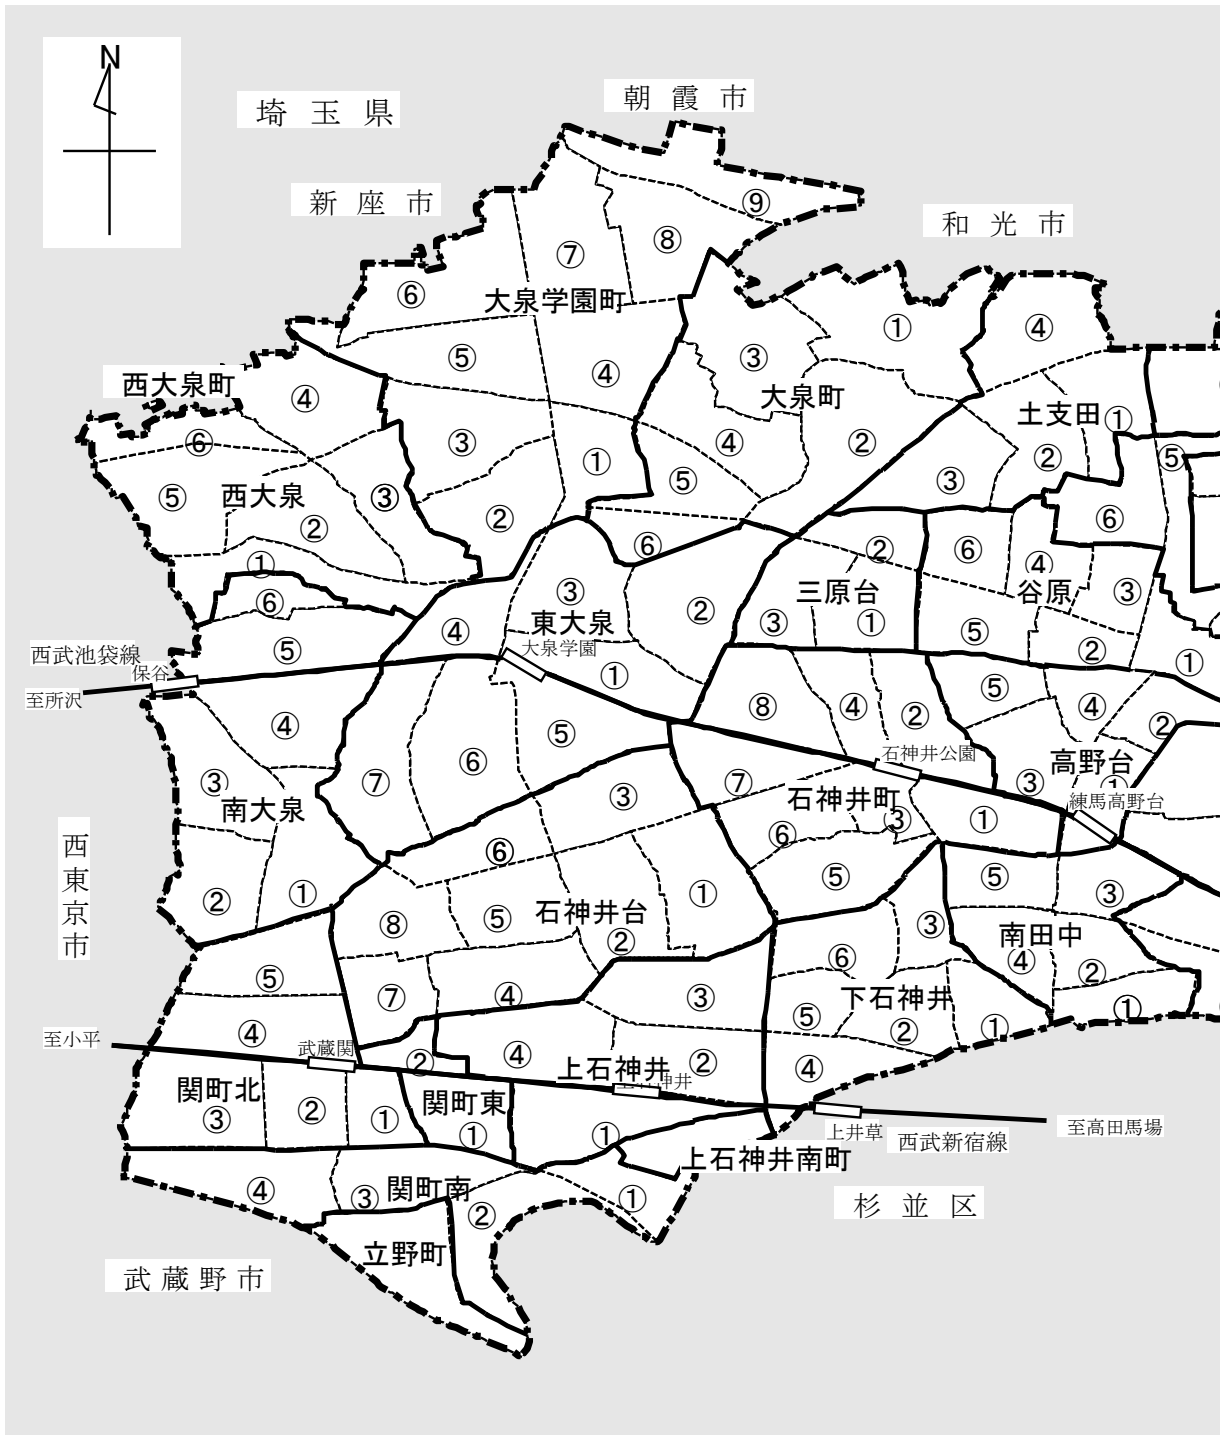 N
埼玉県
朝霞市
新座市
和光市
⑨
⑧
⑦
⑥
大泉学園町
⑤
④
③
①
②
①
③
大泉町
④
②
⑤
④
土支田
①
②
③
⑤
⑥
西大泉町
④
⑥
⑤
西大泉
③
②
①
⑥
⑤
④
③
南大泉
②
①
⑥
③
東大泉
②
④
①
⑤
⑥
⑦
大泉学園
②
三原台
③
①
⑥
④
谷原
③
⑤
②
①
西武池袋線
保谷
至所沢
⑧
④
②
石神井公園
⑦
石神井町
③
①
⑥
⑤
⑤
④
②
高野台
③
①
練馬高野台
西東京市
③
⑥
①
⑤
石神井台
②
⑧
⑦
④
⑤
③
南田中
④
②
①
③
⑥
下石神井
⑤
②
①
④
⑤
④
至小平
武蔵関
関町北
③
②
①
②
関町東
①
③
④
②
上石神井
①
上石神井南町
上井草
西武新宿線
至高田馬場
④
③
関町南
②
①
立野町
杉並区
武蔵野市